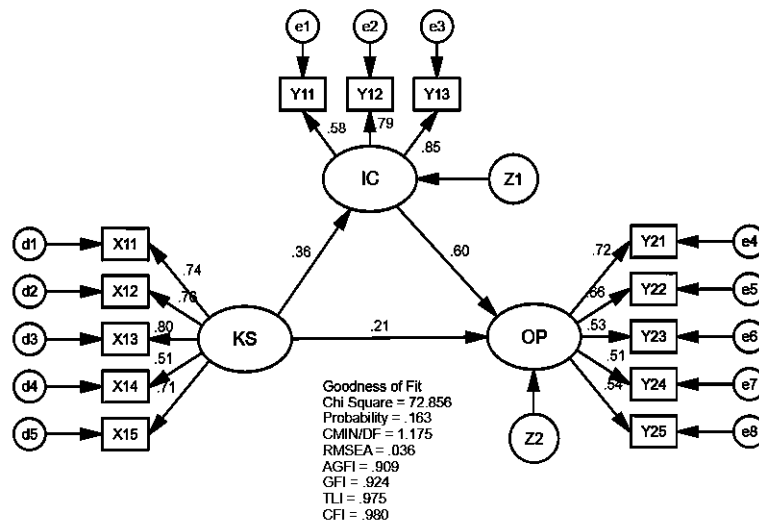 e1 e2 e3
Y11 Y12 Y13
.58 .79 .85
IC Z1
d1 X11 Y21 e4
.74 .36 .60 .72
d2 X12 Y22 e5
.76 .66
d3 X13 .80 KS .21 OP .53 Y23 e6
.51 .51
d4 X14 Y24 e7
.71 .54
d5 X15 Y25 e8
Z2
Goodness of Fit
Chi Square = 72.856
Probability = .163
CMIN/DF = 1.175
RMSEA = .036
AGFI = .909
GFI = .924
TLI = .975
CFI = .980